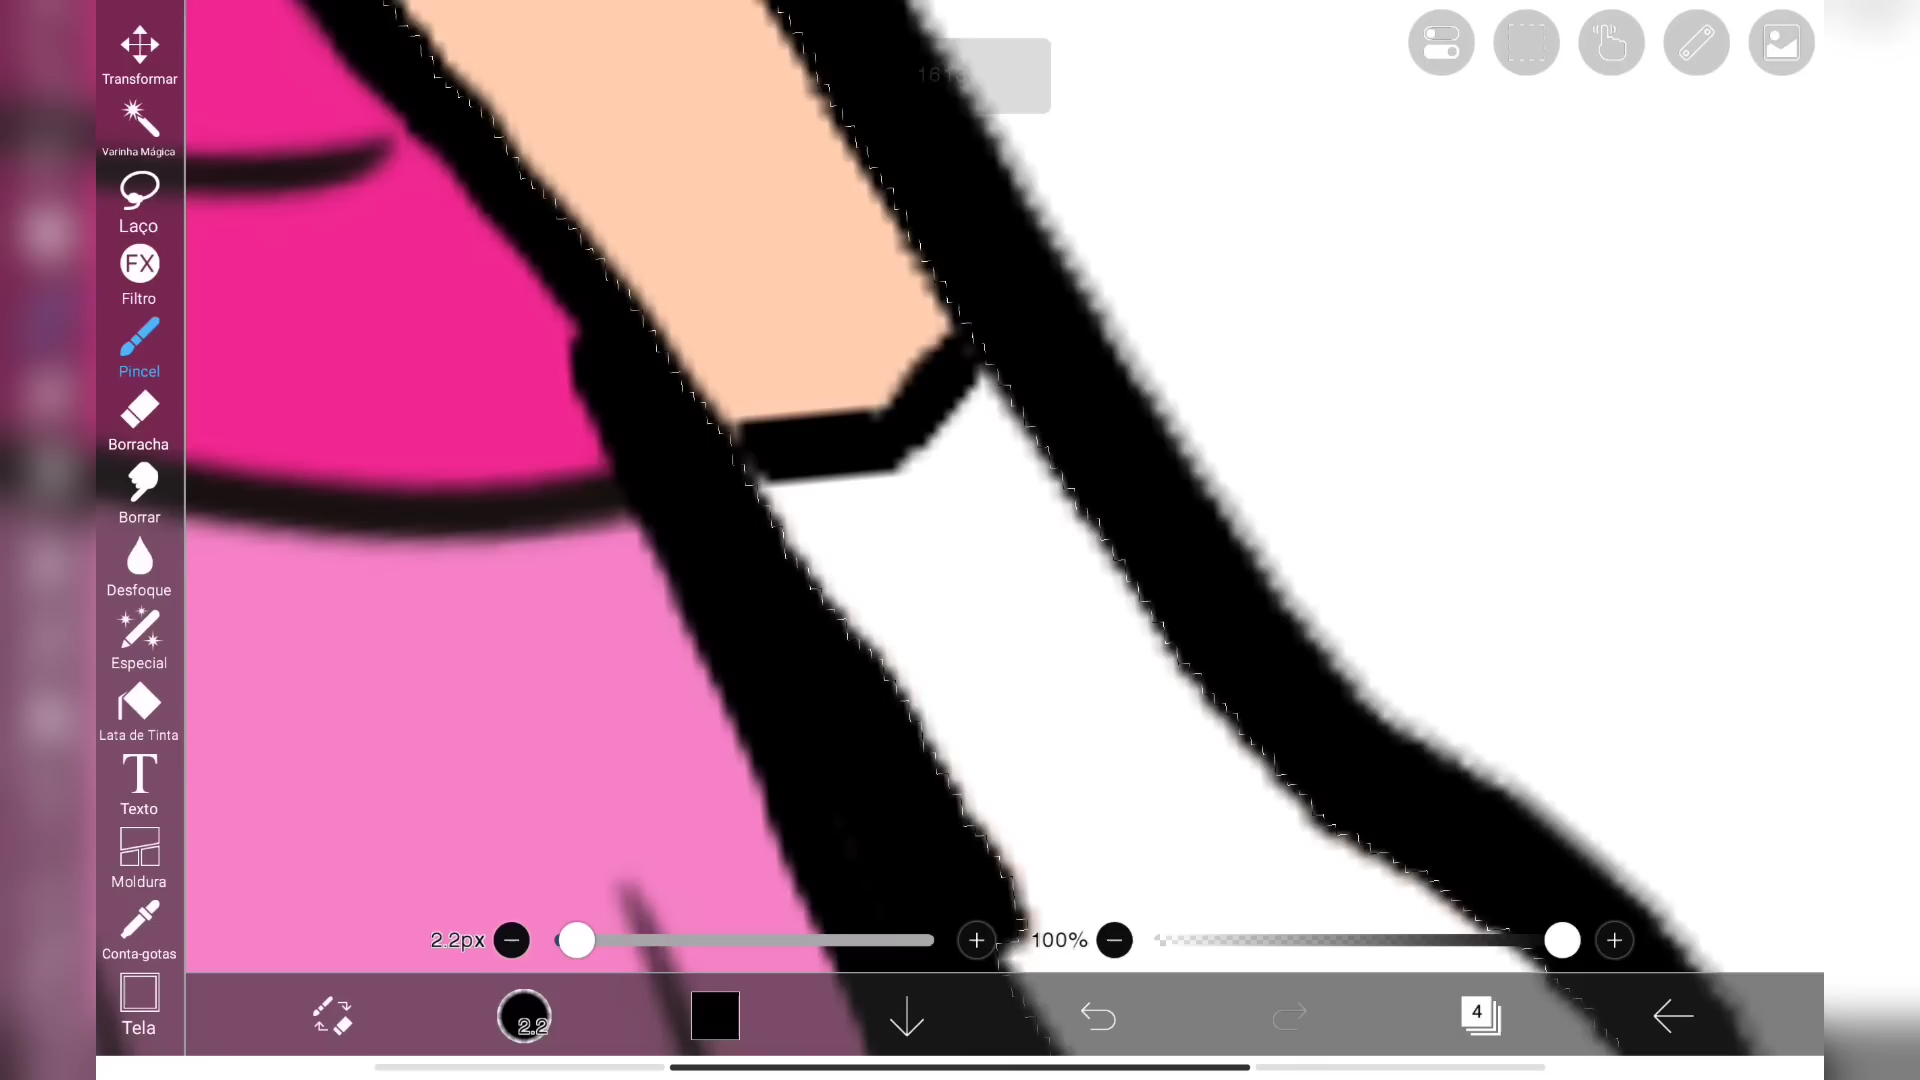 Transformar
Varinha Mágica
Laço
FX
Filtro
Pincel
Borracha
Borrar
Desfoque
Especial
Lata de Tinta
T
Texto
Moldura
Conta-gotas
Tela
2.2px
100%
2.2
4